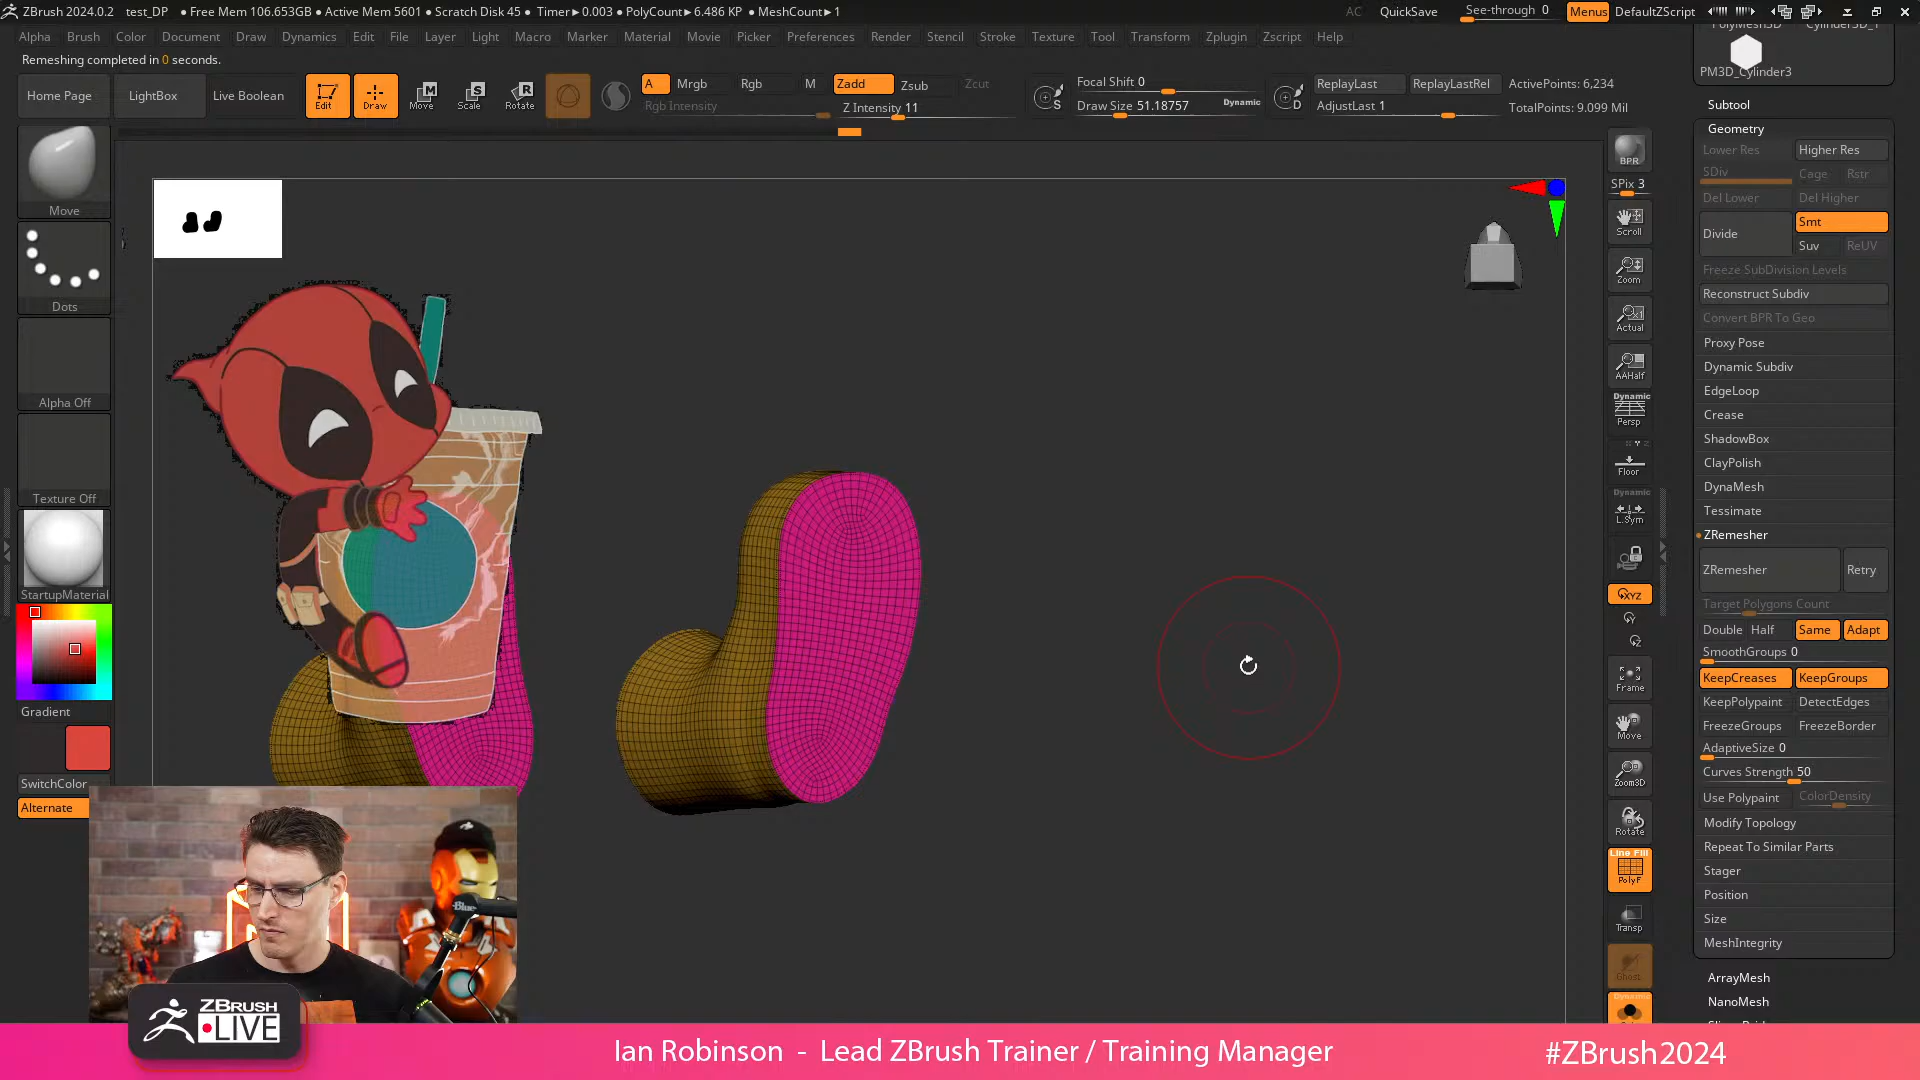 ZBrush 2024.0.2 test_DP ● Free Mem 106.653GB ● Active Mem 5601 ● Scratch Disk 45 ● Timer▸0.003 ● PolyCount▸6.486 KP ● MeshCount▸1
AC QuickSave See-through 0 Menus DefaultZScript
Alpha Brush Color Document Draw Dynamics Edit File Layer Light Macro Marker Material Movie Picker Preferences Render Stencil Stroke Texture Tool Transform Zplugin Zscript Help
Remeshing completed in 0 seconds.
Home Page LightBox Live Boolean
Edit Draw Move Scale Rotate
A Mrgb Rgb M Zadd Zsub Zcut
Rgb Intensity Z Intensity 11
Focal Shift 0
Draw Size 51.18757 Dynamic
S
D
ReplayLast ReplayLastRel ActivePoints: 6,234
AdjustLast 1 TotalPoints: 9.099 Mil
Move
Dots
Alpha Off
Texture Off
StartupMaterial
Gradient
SwitchColor
Alternate
BPR
SPix 3
Scroll
Zoom
Actual
AAHalf
Dynamic
Persp
Floor
Dynamic
L.Sym
XYZ
Frame
Move
Zoom3D
Rotate
Line Fill
PolyF
Transp
Ghost
Dynamic
PolyMesh3D Cylinder3D_1
PM3D_Cylinder3
Subtool
Geometry
Lower Res Higher Res
SDiv Cage Rstr
Del Lower Del Higher
Divide Smt
Suv ReUV
Freeze SubDivision Levels
Reconstruct Subdiv
Convert BPR To Geo
Proxy Pose
Dynamic Subdiv
EdgeLoop
Crease
ShadowBox
ClayPolish
DynaMesh
Tessimate
ZRemesher
ZRemesher Retry
Target Polygons Count
Double Half Same Adapt
SmoothGroups 0
KeepCreases KeepGroups
KeepPolypaint DetectEdges
FreezeGroups FreezeBorder
AdaptiveSize 0
Curves Strength 50
Use Polypaint ColorDensity
Modify Topology
Repeat To Similar Parts
Stager
Position
Size
MeshIntegrity
ArrayMesh
NanoMesh
Blue
ZBRUSH
LIVE
Ian Robinson - Lead ZBrush Trainer / Training Manager
#ZBrush2024